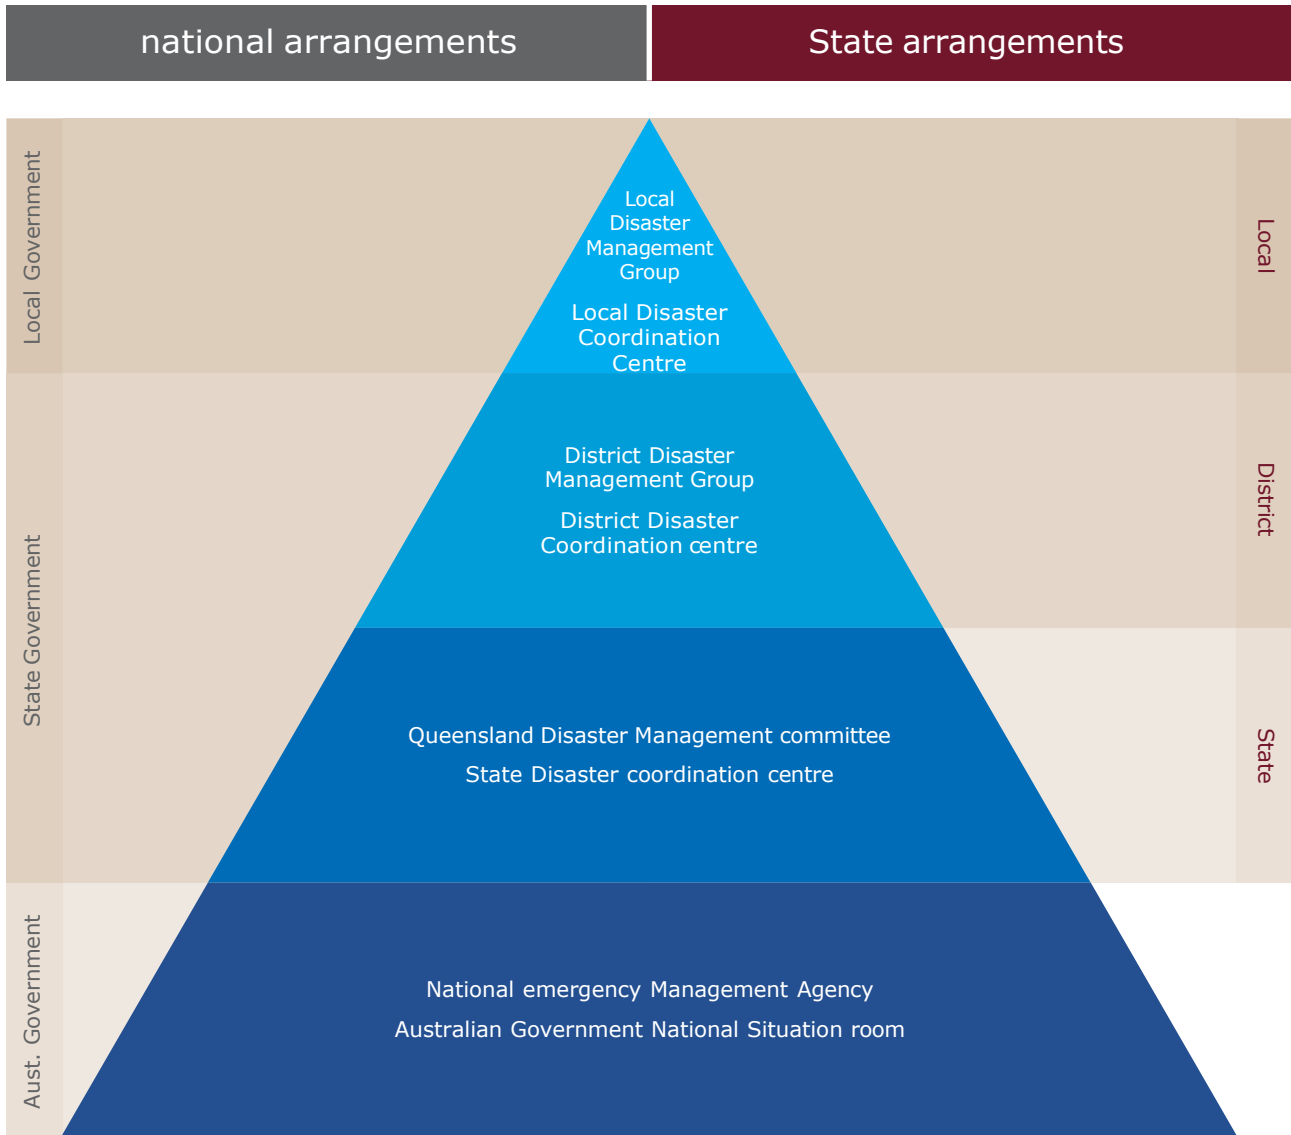 national arrangements
State arrangements
Local Government
Local
Disaster
Management
Group
Local Disaster
Coordination
Centre
Local
State Government
District Disaster
Management Group
District Disaster
Coordination centre
District
Queensland Disaster Management committee
State Disaster coordination centre
State
Aust. Government
National emergency Management Agency
Australian Government National Situation room